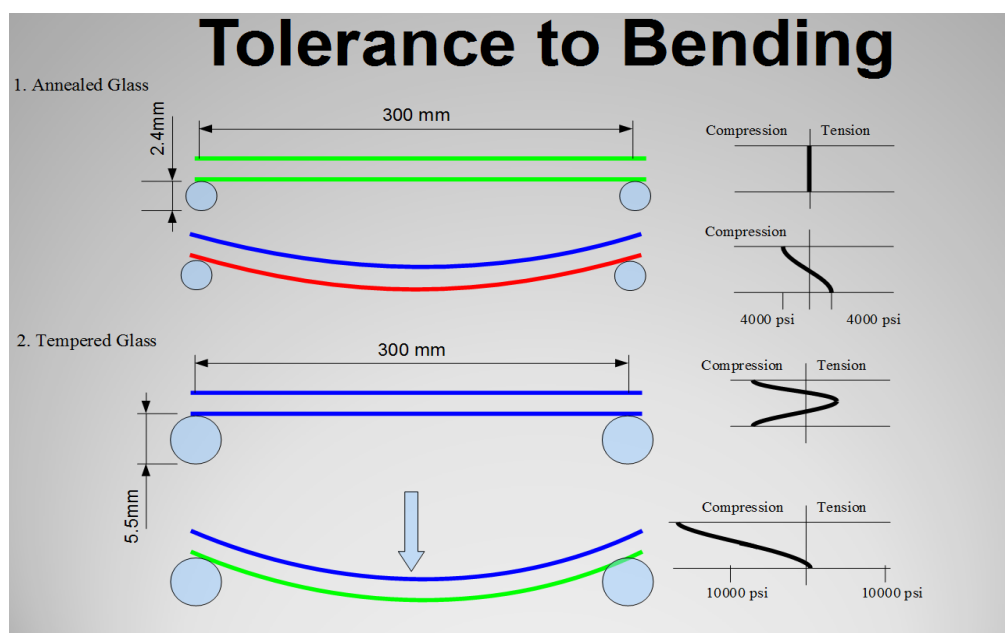 Tolerance to Bending
1. Annealed Glass
300 mm
2.4mm
Compression Tension
Compression
4000 psi 4000 psi
2. Tempered Glass
300 mm
5.5mm
Compression Tension
Compression Tension
10000 psi 10000 psi